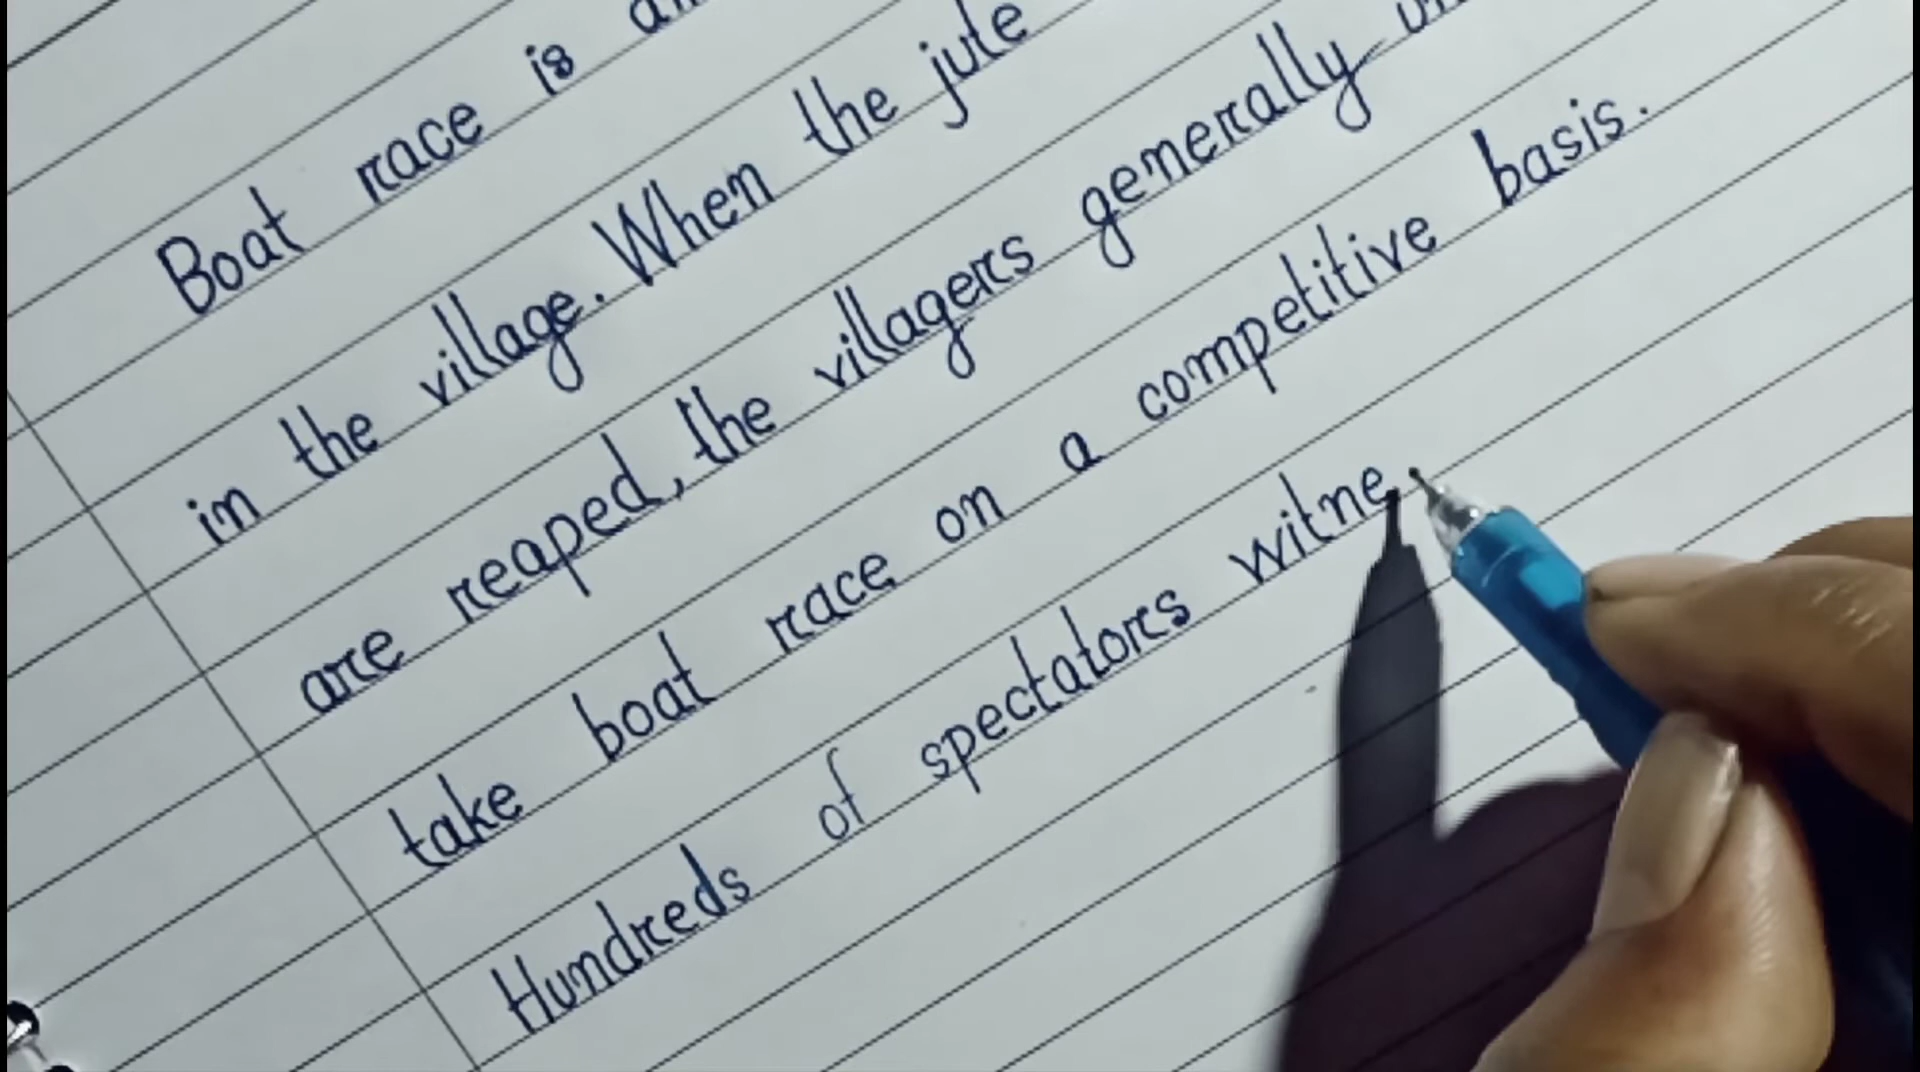 Boat race is
in the village. When the jute
are reaped, the villagers generally
take boat race on a competitive basis.
Hundreds of spectators witne